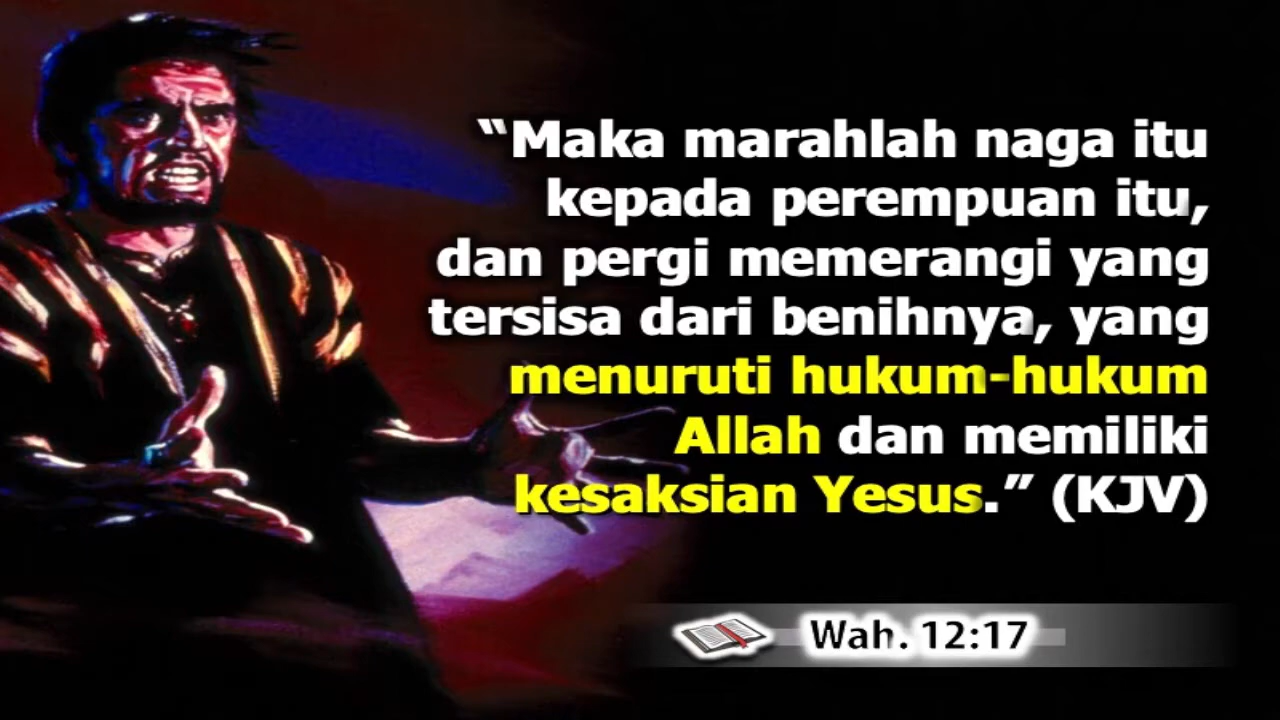 “Maka marahlah naga itu
kepada perempuan itu,
dan pergi memerangi yang
tersisa dari benihnya, yang
menuruti hukum-hukum
Allah dan memiliki
kesaksian Yesus.” (KJV)
Wah. 12:17